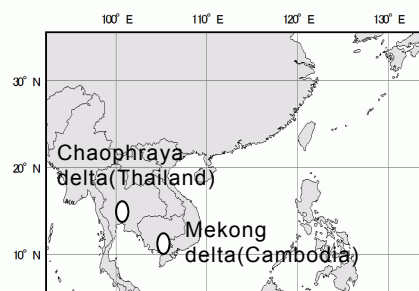 100° E 110° E 120° E 130° E
30° N
20° N
Chaophraya
delta(Thailand)
Mekong
delta(Cambodia)
10° N